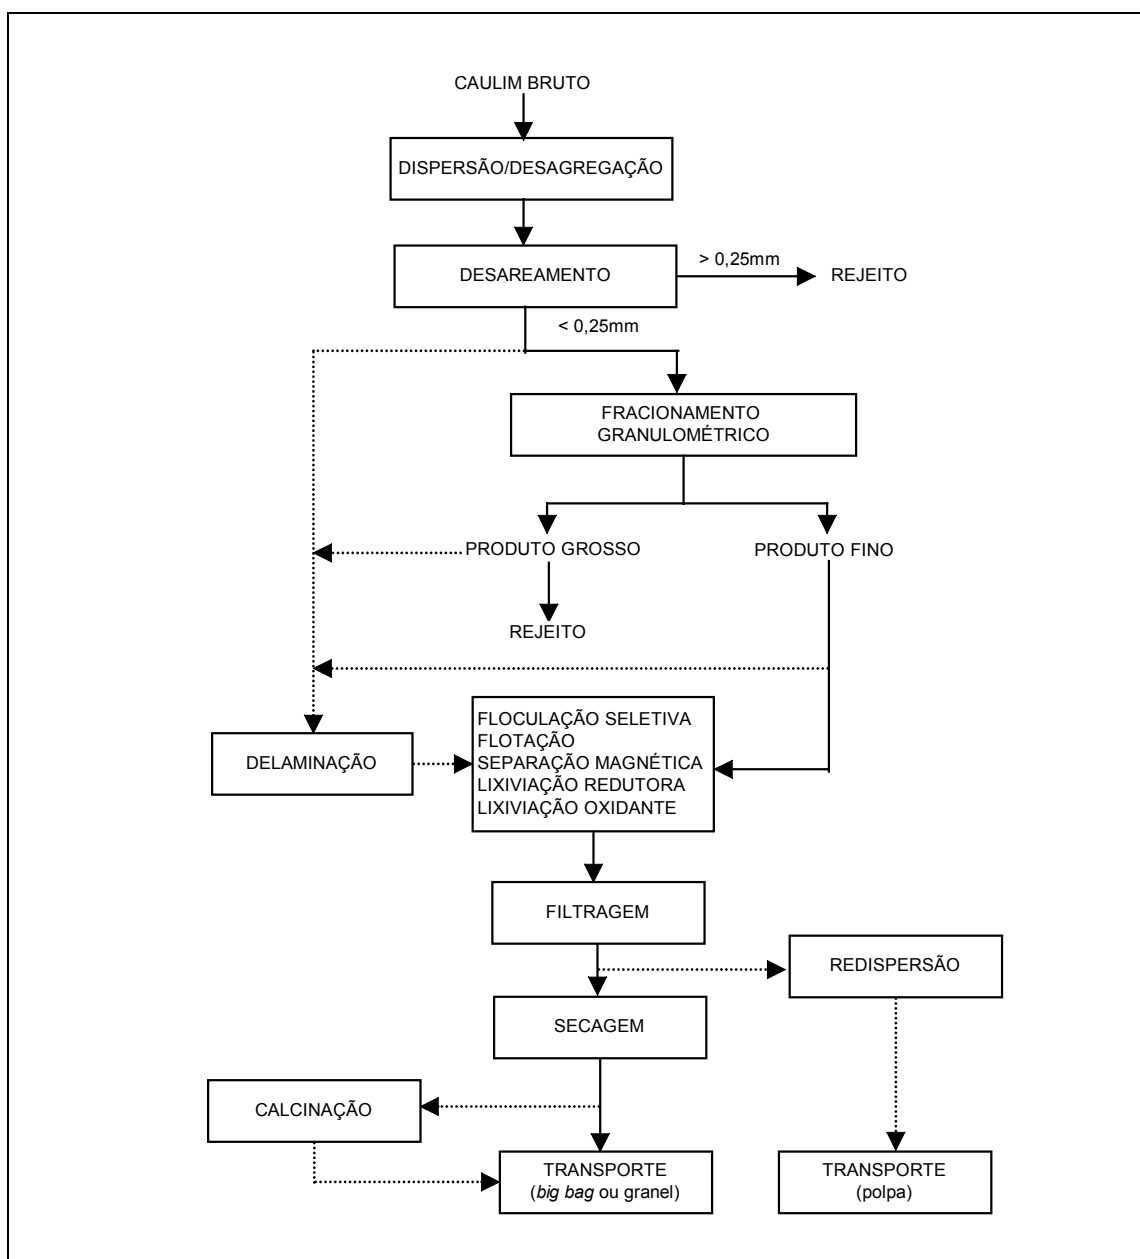 CAULIM BRUTO
DISPERSÃO/DESAGREGAÇÃO
DESAREAMENTO
> 0,25mm
REJEITO
< 0,25mm
FRACIONAMENTO
GRANULOMÉTRICO
PRODUTO GROSSO
PRODUTO FINO
REJEITO
FLOCULAÇÃO SELETIVA
FLOTAÇÃO
SEPARAÇÃO MAGNÉTICA
LIXIVIAÇÃO REDUTORA
LIXIVIAÇÃO OXIDANTE
DELAMINAÇÃO
FILTRAGEM
REDISPERSÃO
SECAGEM
CALCINAÇÃO
TRANSPORTE
(big bag ou granel)
TRANSPORTE
(polpa)